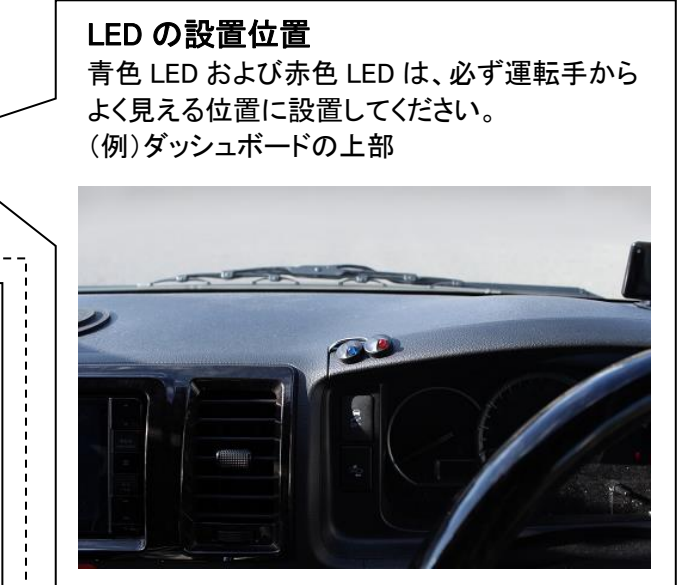 LED の設置位置
青色 LED および赤色 LED は、必ず運転手から
よく見える位置に設置してください。
（例）ダッシュボードの上部